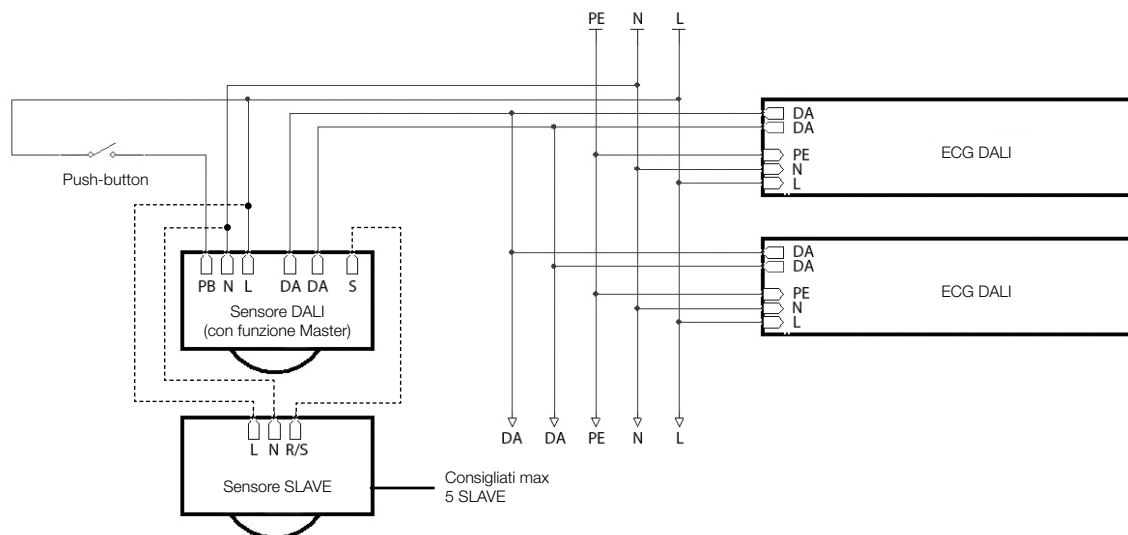 PE N L
DA
DA
PE
N
L
ECG DALI
Push-button
PB N L DA DA S
Sensore DALI
(con funzione Master)
DA
DA
PE
N
L
ECG DALI
L N R/S
Sensore SLAVE
DA DA PE N L
Consigliati max
5 SLAVE